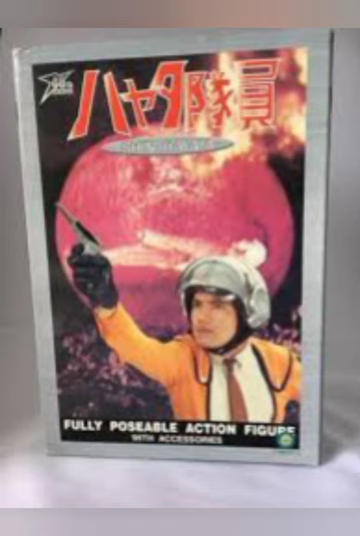 ハヤタ隊員
FULLY POSEABLE ACTION FIGURE
WITH ACCESSORIES